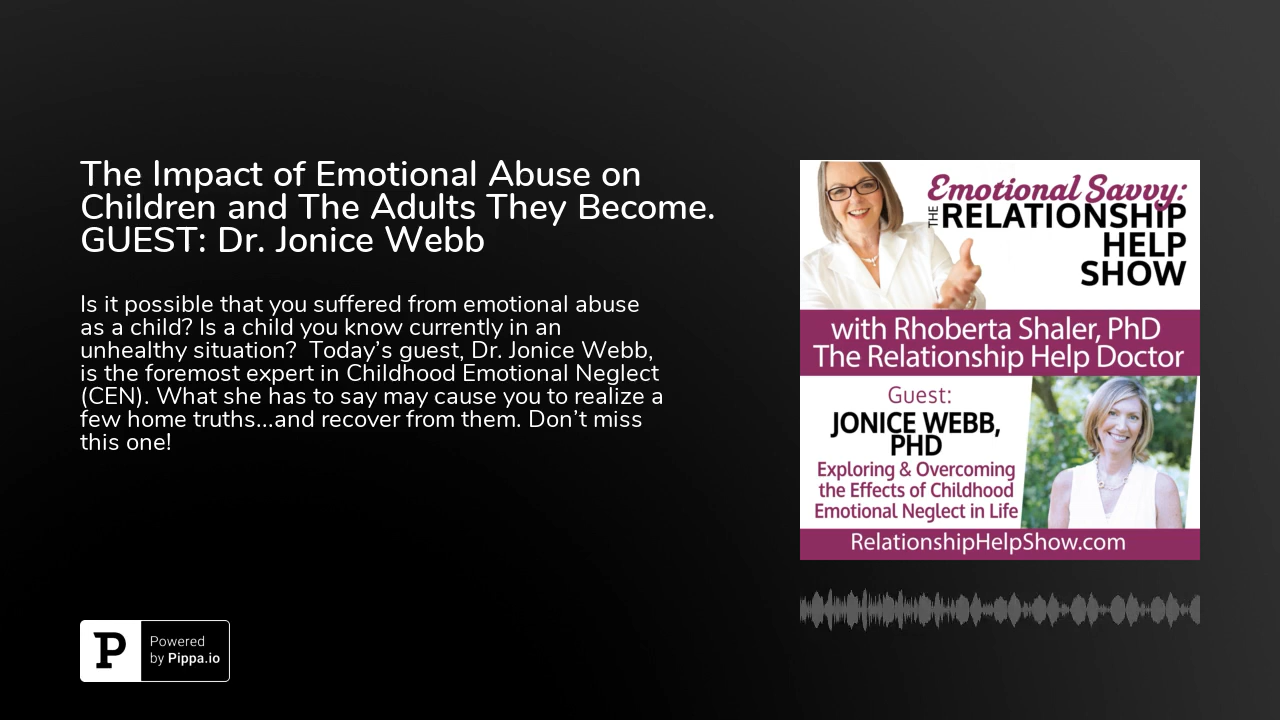 The Impact of Emotional Abuse on
Children and The Adults They Become.
GUEST: Dr. Jonice Webb
Is it possible that you suffered from emotional abuse
as a child? Is a child you know currently in an
unhealthy situation?  Today’s guest, Dr. Jonice Webb,
is the foremost expert in Childhood Emotional Neglect
(CEN). What she has to say may cause you to realize a
few home truths...and recover from them. Don’t miss
this one!
Emotional Savvy:
THE RELATIONSHIP
HELP
SHOW
with Rhoberta Shaler, PhD
The Relationship Help Doctor
Guest:
JONICE WEBB,
PHD
Exploring & Overcoming
the Effects of Childhood
Emotional Neglect in Life
RelationshipHelpShow.com
P
Powered
by Pippa.io